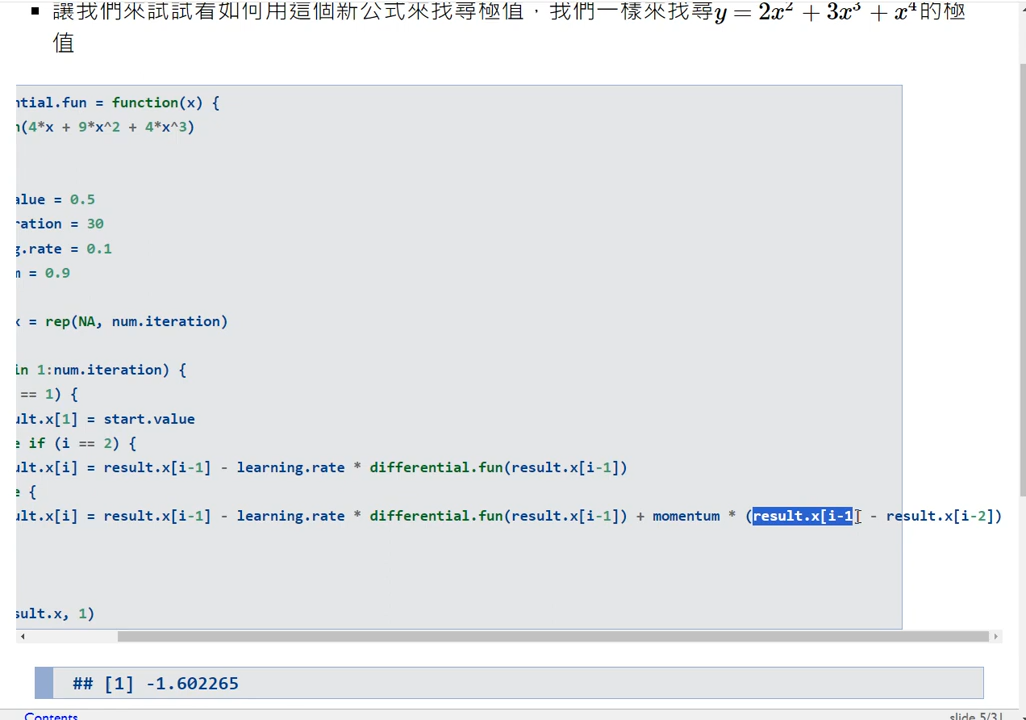 讓我們來試試看如何用這個新公式來找尋極值，我們一樣來找尋y = 2x² + 3x³ + x⁴的極
值
ntial.fun = function(x) {
n(4*x + 9*x^2 + 4*x^3)
alue = 0.5
ration = 30
g.rate = 0.1
m = 0.9
x = rep(NA, num.iteration)
in 1:num.iteration) {
== 1) {
ult.x[1] = start.value
e if (i == 2) {
ult.x[i] = result.x[i-1] - learning.rate * differential.fun(result.x[i-1])
e {
ult.x[i] = result.x[i-1] - learning.rate * differential.fun(result.x[i-1]) + momentum * (result.x[i-1] - result.x[i-2])
sult.x, 1)
## [1] -1.602265
Contents
slide 5/31